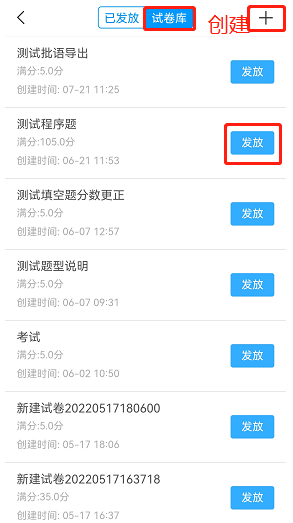 已发放 试卷库 创建
测试批语导出
满分:5.0分
发放
创建时间: 07-21 11:25
测试程序题
满分:105.0分
发放
创建时间: 06-21 11:53
测试填空题分数更正
满分:5.0分
发放
创建时间: 06-07 12:57
测试题型说明
满分:5.0分
发放
创建时间: 06-07 09:31
考试
满分:5.0分
发放
创建时间: 06-02 10:50
新建试卷20220517180600
满分:5.0分
发放
创建时间: 05-17 18:06
新建试卷20220517163718
满分:35.0分
发放
创建时间: 05-17 16:37